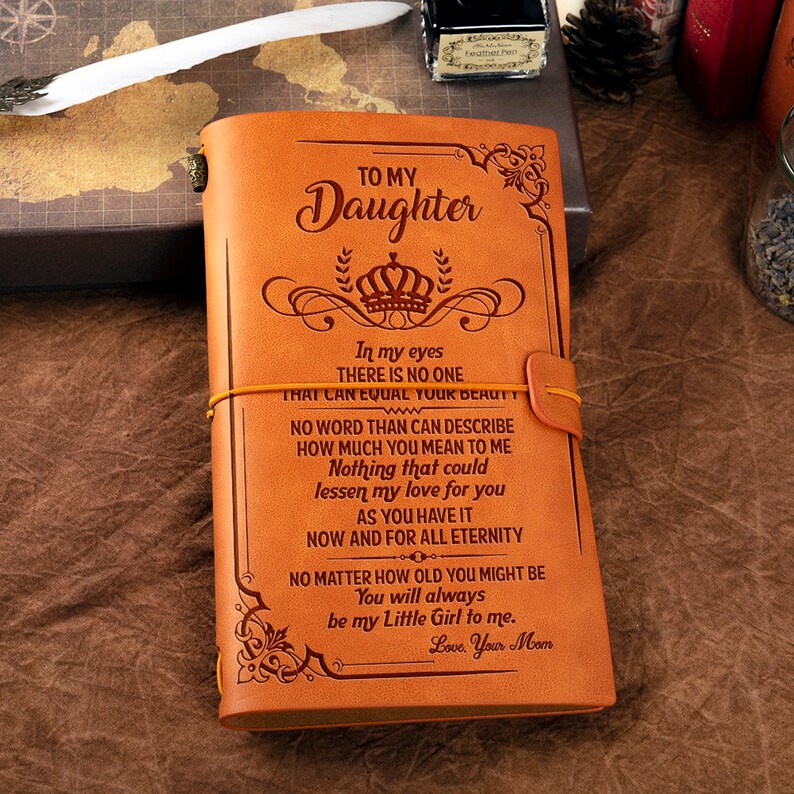 Feather Pen
ink
TO MY
Daughter
In my eyes
THERE IS NO ONE
THAT CAN EQUAL YOUR BEAUTY
NO WORD THAN CAN DESCRIBE
HOW MUCH YOU MEAN TO ME
Nothing that could
lessen my love for you
AS YOU HAVE IT
NOW AND FOR ALL ETERNITY
NO MATTER HOW OLD YOU MIGHT BE
You will always
be my Little Girl to me.
Love, Your Mom